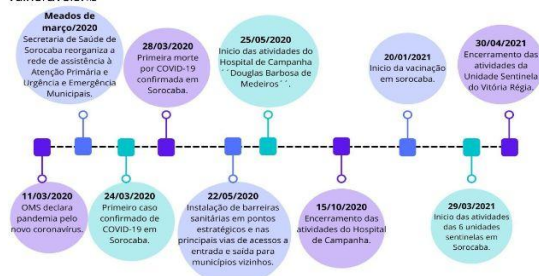 Meados de
março/2020
Secretaria de Saúde de
Sorocaba reorganiza a
rede de assistência à
Atenção Primária e
Urgência e Emergência
Municipais.
28/03/2020
Primeira morte
por COVID-19
confirmada em
Sorocaba.
25/05/2020
Inicio das atividades do
Hospital de Campanha
´´Douglas Barbosa de
Medeiros´´.
20/01/2021
Inicio da vacinação
em sorocaba.
30/04/2021
Encerramento das
atividades da
Unidade Sentinela
do Vitória Régia.
11/03/2020
OMS declara
pandemia pelo
novo coronavírus.
24/03/2020
Primeiro caso
confirmado de
COVID-19 em
Sorocaba.
22/05/2020
Instalação de barreiras
sanitárias em pontos
estratégicos e nas
principais vias de acessos a
entrada e saída para
municípios vizinhos.
15/10/2020
Encerramento das
atividades do Hospital
de Campanha.
29/03/2021
Inicio das atividades
das 6 unidades
sentinelas em
Sorocaba.